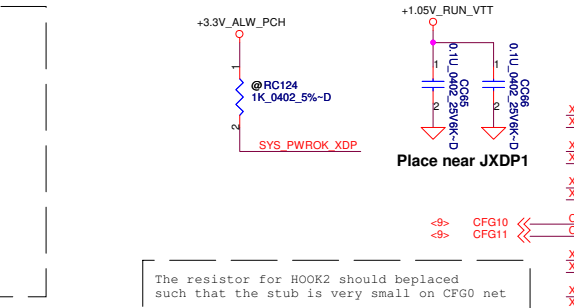 +3.3V_ALW_PCH
1
@ RC124
1K_0402_5%~D
2
SYS_PWROK_XDP
+1.05V_RUN_VTT
1
2
0.1U_0402_25V6K~D
CC65
1
2
0.1U_0402_25V6K~D
CC66
Place near JXDP1
<9> CFG10
<9> CFG11
The resistor for HOOK2 should beplaced
such that the stub is very small on CFG0 net